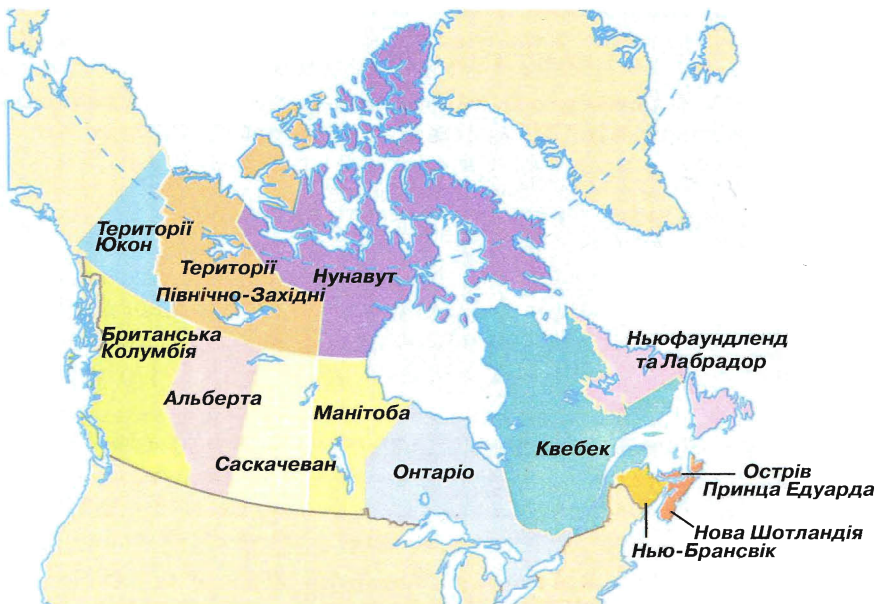 Території
Юкон
Території
Північно-Західні
Нунавут
Британська
Колумбія
Ньюфаундленд
та Лабрадор
Альберта
Манітоба
Саскачеван
Онтаріо
Квебек
Острів
Принца Едуарда
Нова Шотландія
Нью-Брансвік